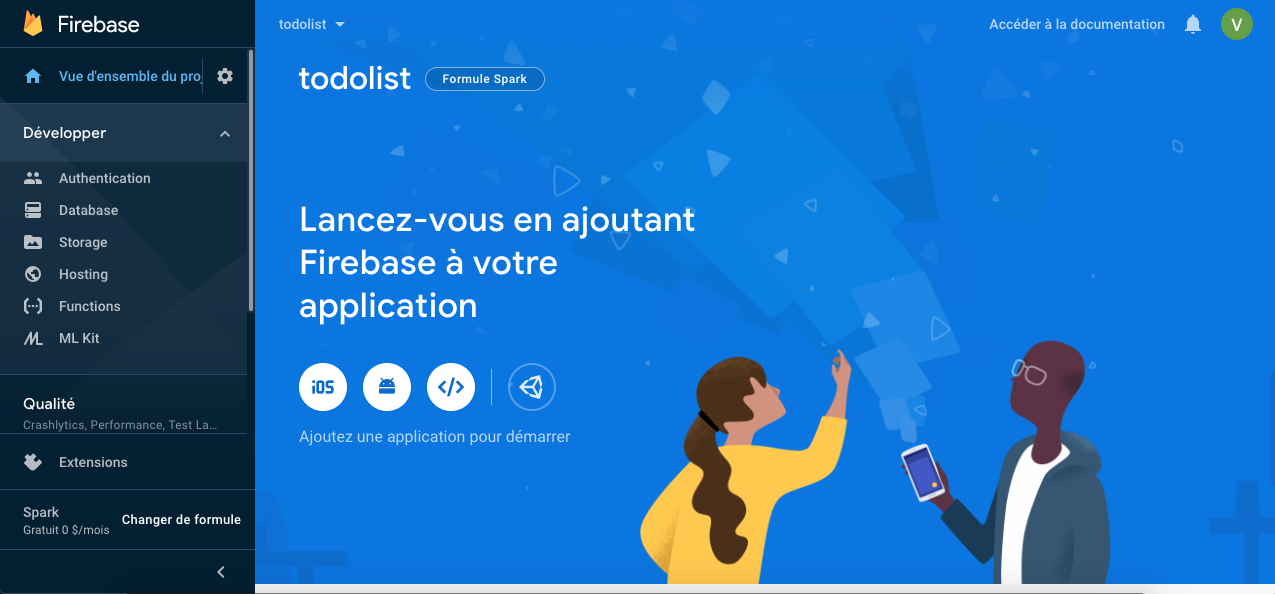 Firebase
Vue d'ensemble du pro
Développer
Authentication
Database
Storage
Hosting
Functions
ML Kit
Qualité
Crashlytics, Performance, Test La...
Extensions
Spark
Gratuit 0 $/mois
Changer de formule
todolist
Accéder à la documentation
V
todolist
Formule Spark
Lancez-vous en ajoutant
Firebase à votre
application
iOS
Ajoutez une application pour démarrer